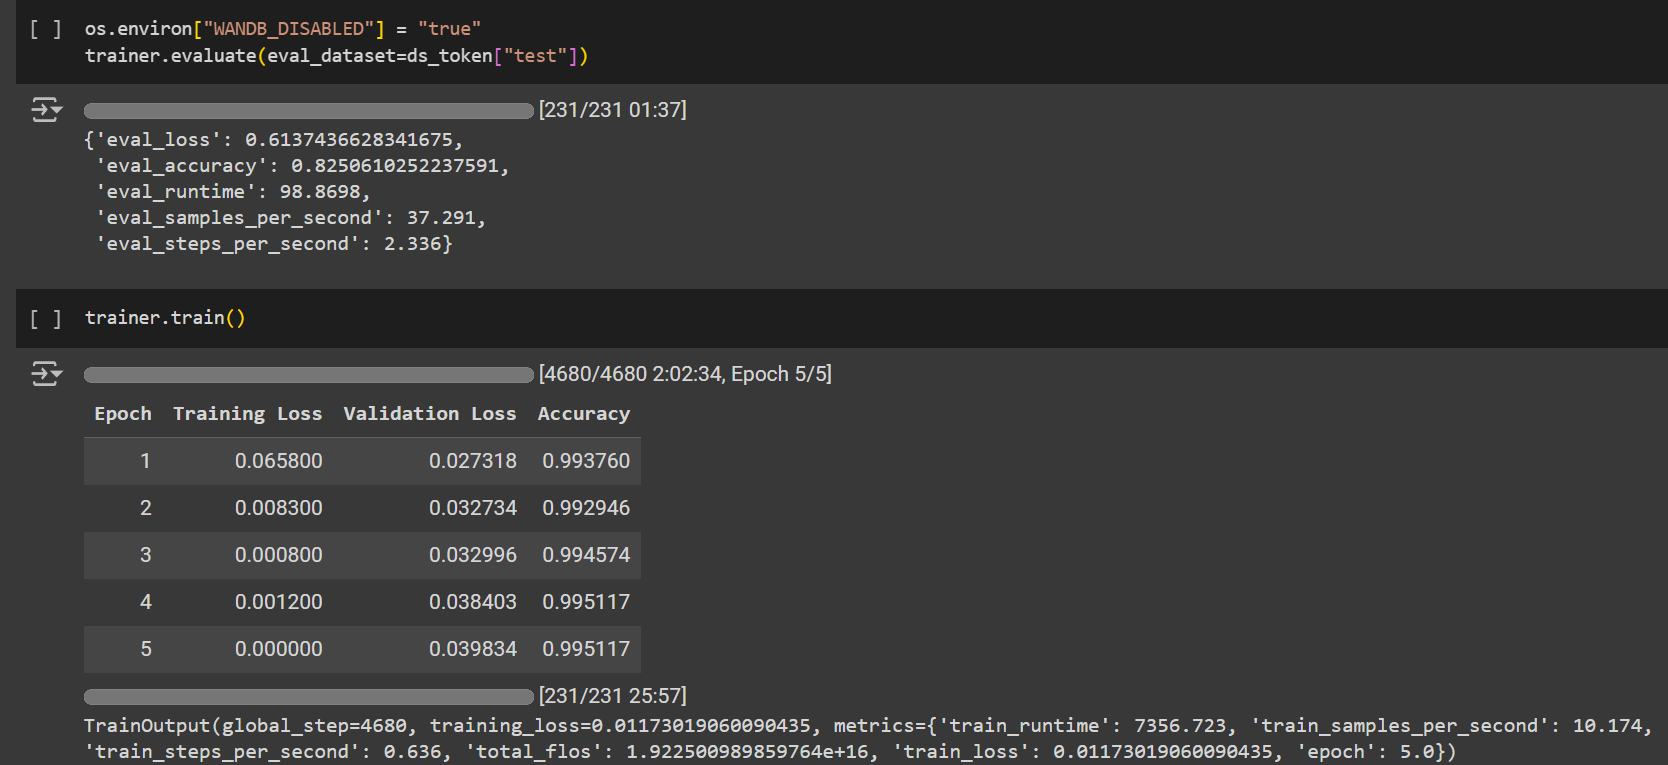 [ ] os.environ["WANDB_DISABLED"] = "true"
trainer.evaluate(eval_dataset=ds_token["test"])
[231/231 01:37]
{'eval_loss': 0.6137436628341675,
'eval_accuracy': 0.8250610252237591,
'eval_runtime': 98.8698,
'eval_samples_per_second': 37.291,
'eval_steps_per_second': 2.336}
[ ] trainer.train()
[4680/4680 2:02:34, Epoch 5/5]
Epoch Training Loss Validation Loss Accuracy
1 0.065800 0.027318 0.993760
2 0.008300 0.032734 0.992946
3 0.000800 0.032996 0.994574
4 0.001200 0.038403 0.995117
5 0.000000 0.039834 0.995117
[231/231 25:57]
TrainOutput(global_step=4680, training_loss=0.01173019060090435, metrics={'train_runtime': 7356.723, 'train_samples_per_second': 10.174,
'train_steps_per_second': 0.636, 'total_flos': 1.922500989859764e+16, 'train_loss': 0.01173019060090435, 'epoch': 5.0})